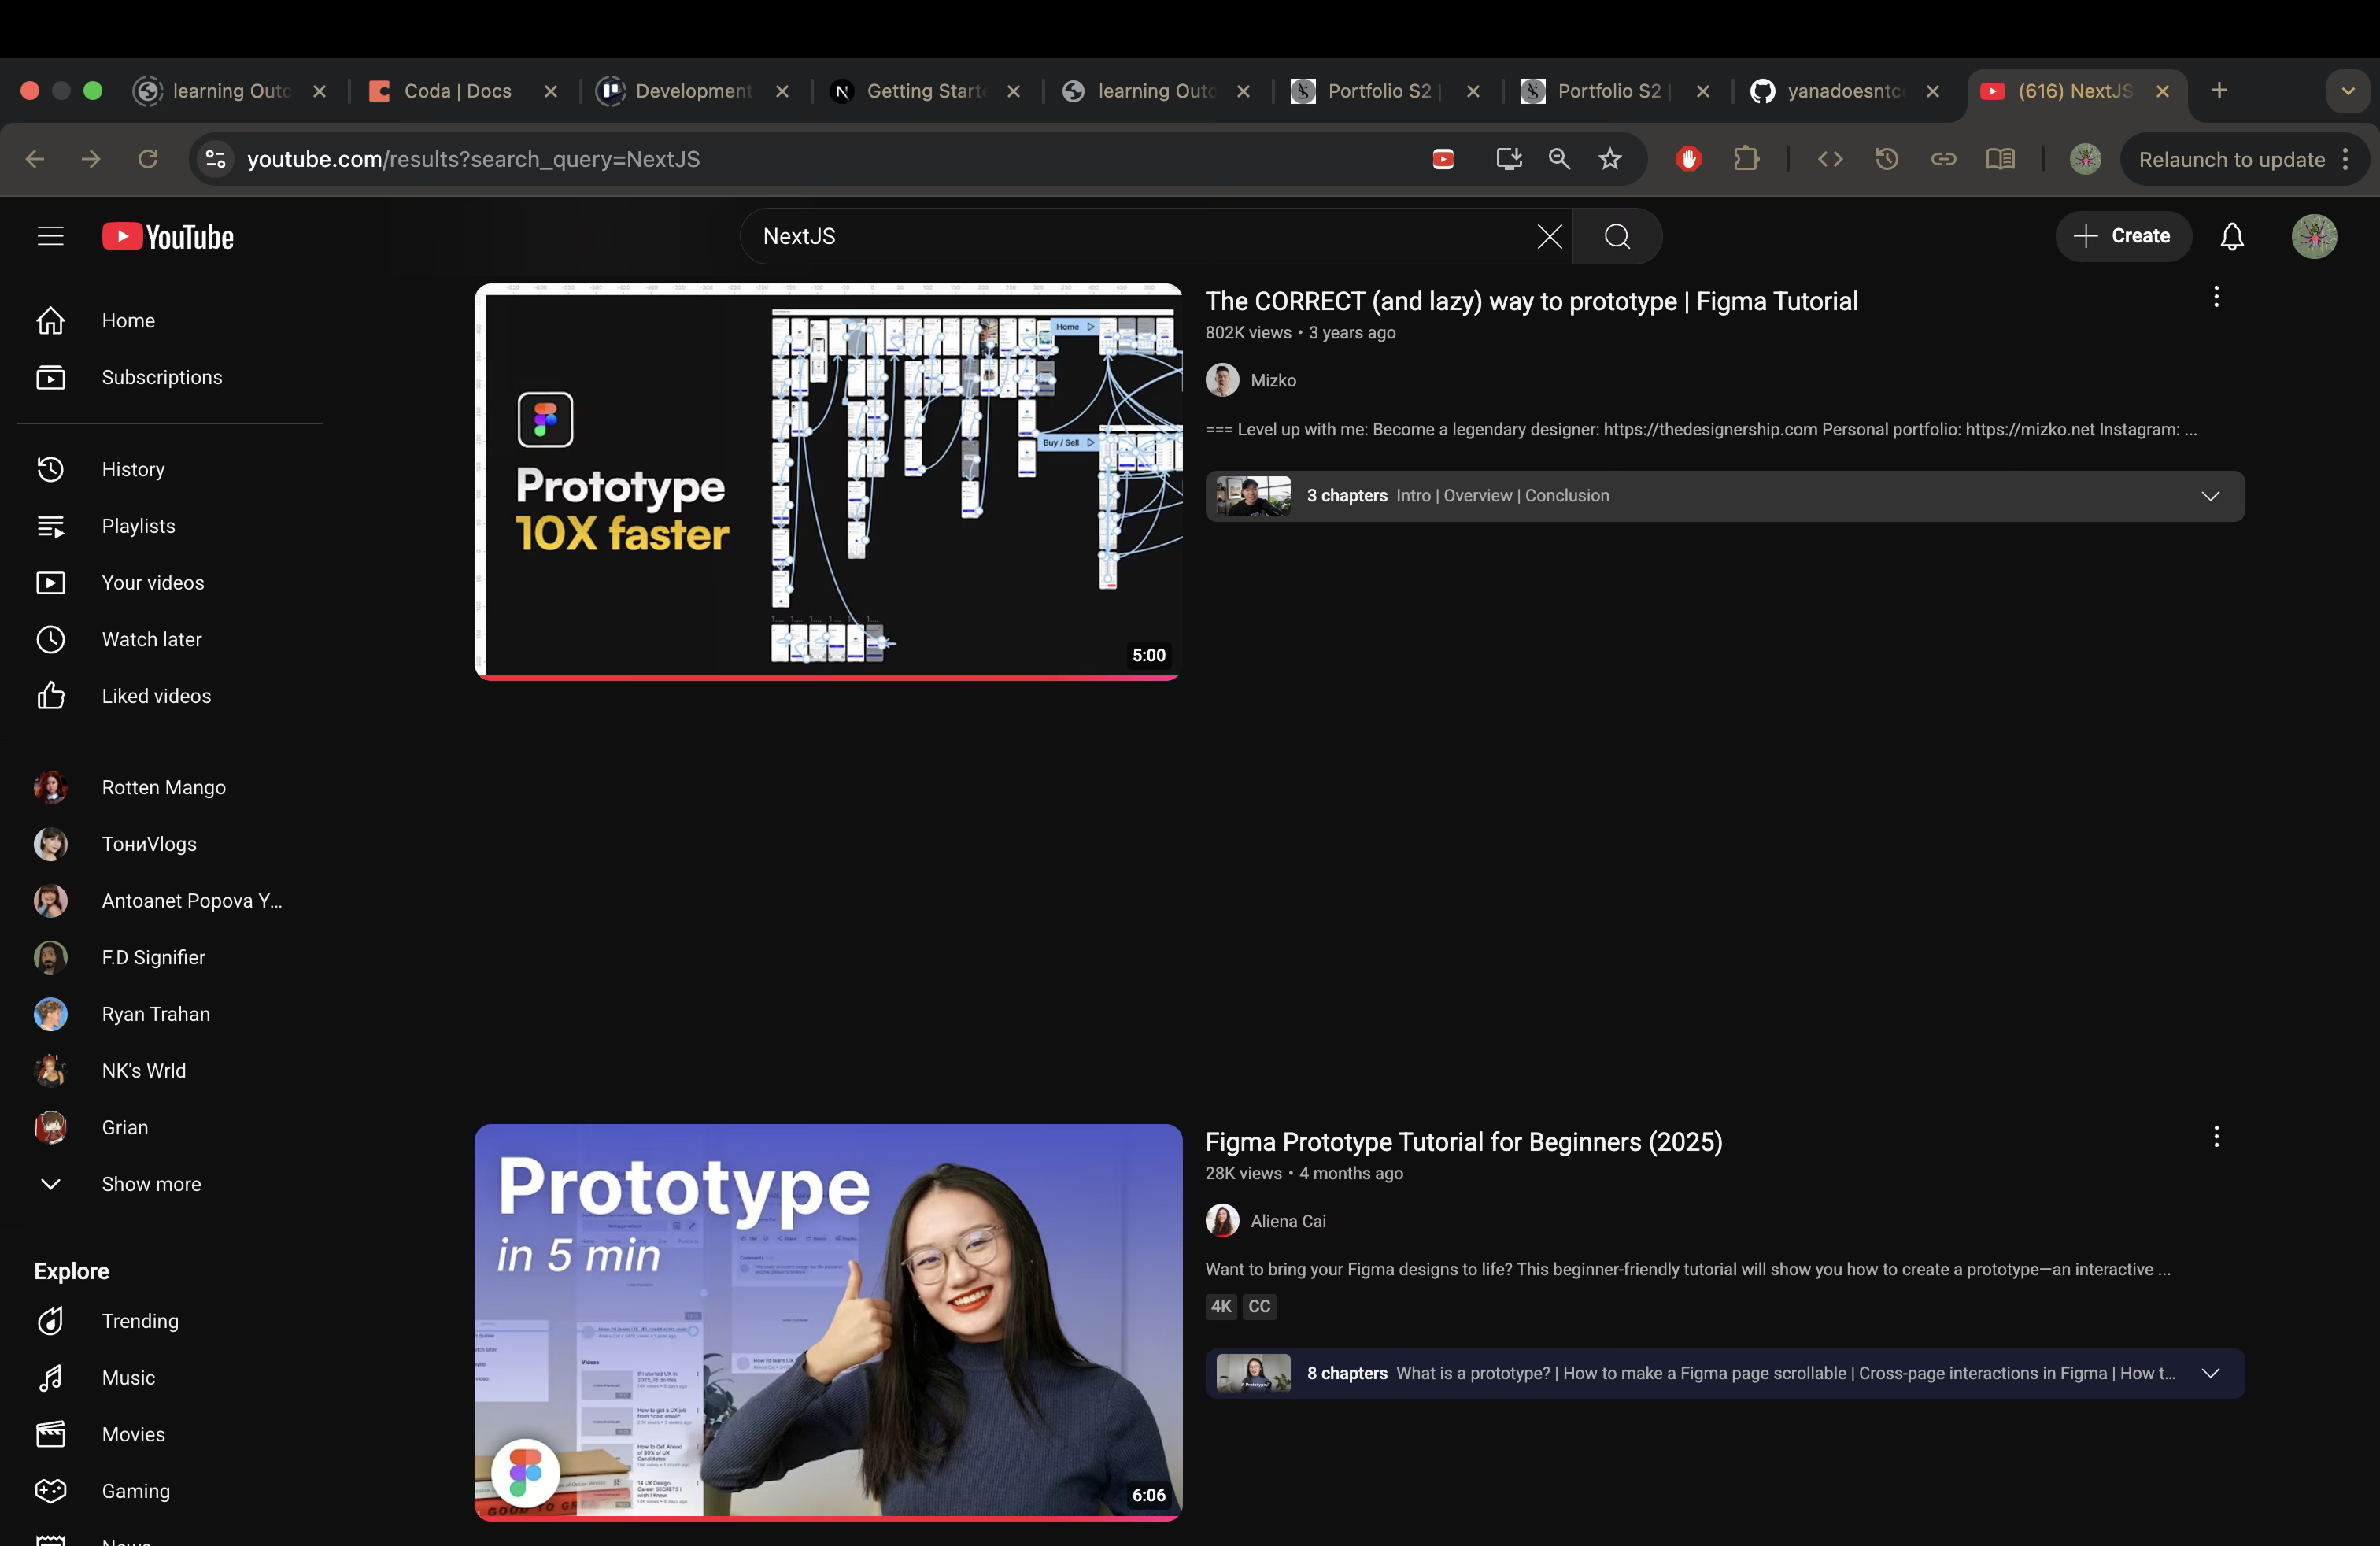 learning Outc
Coda | Docs
Development
Getting Start
learning Outc
Portfolio S2 |
Portfolio S2 |
yanadoesntc
(616) NextJS
youtube.com/results?search_query=NextJS
Relaunch to update
YouTube
NextJS
Create
Home
Subscriptions
History
Playlists
Your videos
Watch later
Liked videos
Rotten Mango
ТониVlogs
Antoanet Popova Y...
F.D Signifier
Ryan Trahan
NK's Wrld
Grian
Show more
Explore
Trending
Music
Movies
Gaming
Prototype
10X faster
Home
Buy / Sell
5:00
The CORRECT (and lazy) way to prototype | Figma Tutorial
802K views • 3 years ago
Mizko
=== Level up with me: Become a legendary designer: https://thedesignership.com Personal portfolio: https://mizko.net Instagram: ...
3 chapters Intro | Overview | Conclusion
Prototype
in 5 min
Videos
6:06
Figma Prototype Tutorial for Beginners (2025)
28K views • 4 months ago
Aliena Cai
Want to bring your Figma designs to life? This beginner-friendly tutorial will show you how to create a prototype—an interactive ...
4K CC
8 chapters What is a prototype? | How to make a Figma page scrollable | Cross-page interactions in Figma | How t...